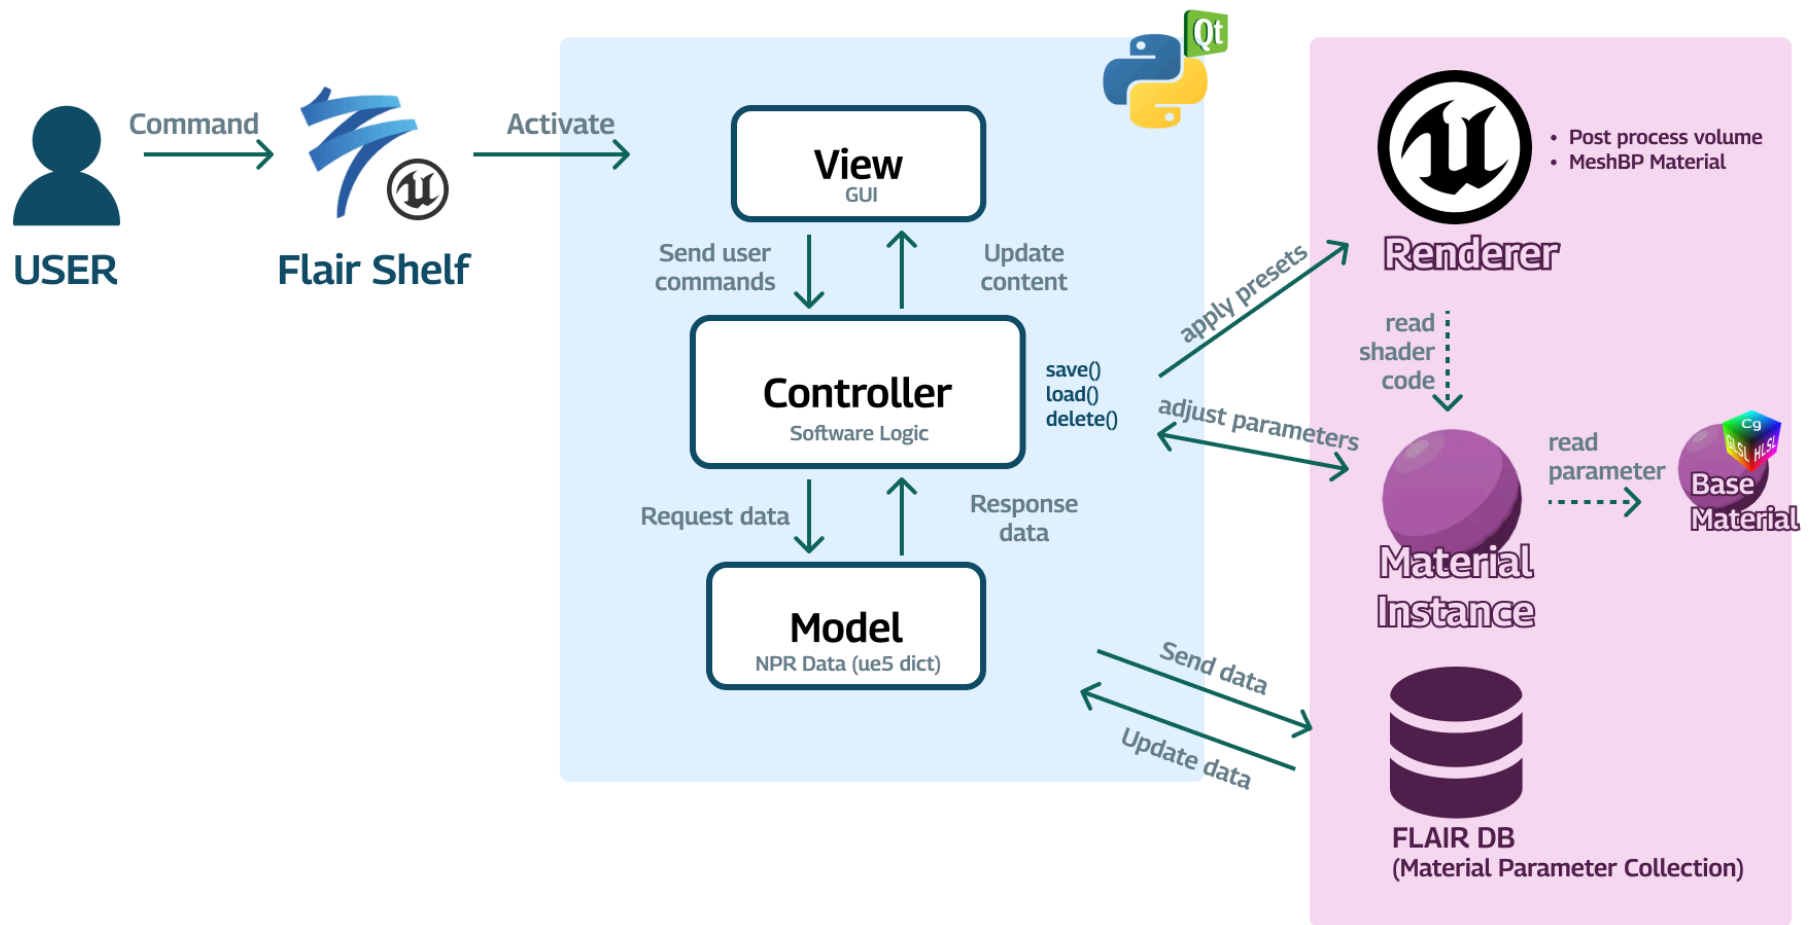 Command
USER
Flair Shelf
Activate
Qt
View
GUI
Send user
commands
Update
content
Controller
Software Logic
save()
load()
delete()
Request data
Response
data
Model
NPR Data (ue5 dict)
apply presets
adjust parameters
Send data
Update data
• Post process volume
• MeshBP Material
Renderer
read
shader
code
Material
Instance
read
parameter
Cg
GLSL
HLSL
Base
Material
FLAIR DB
(Material Parameter Collection)